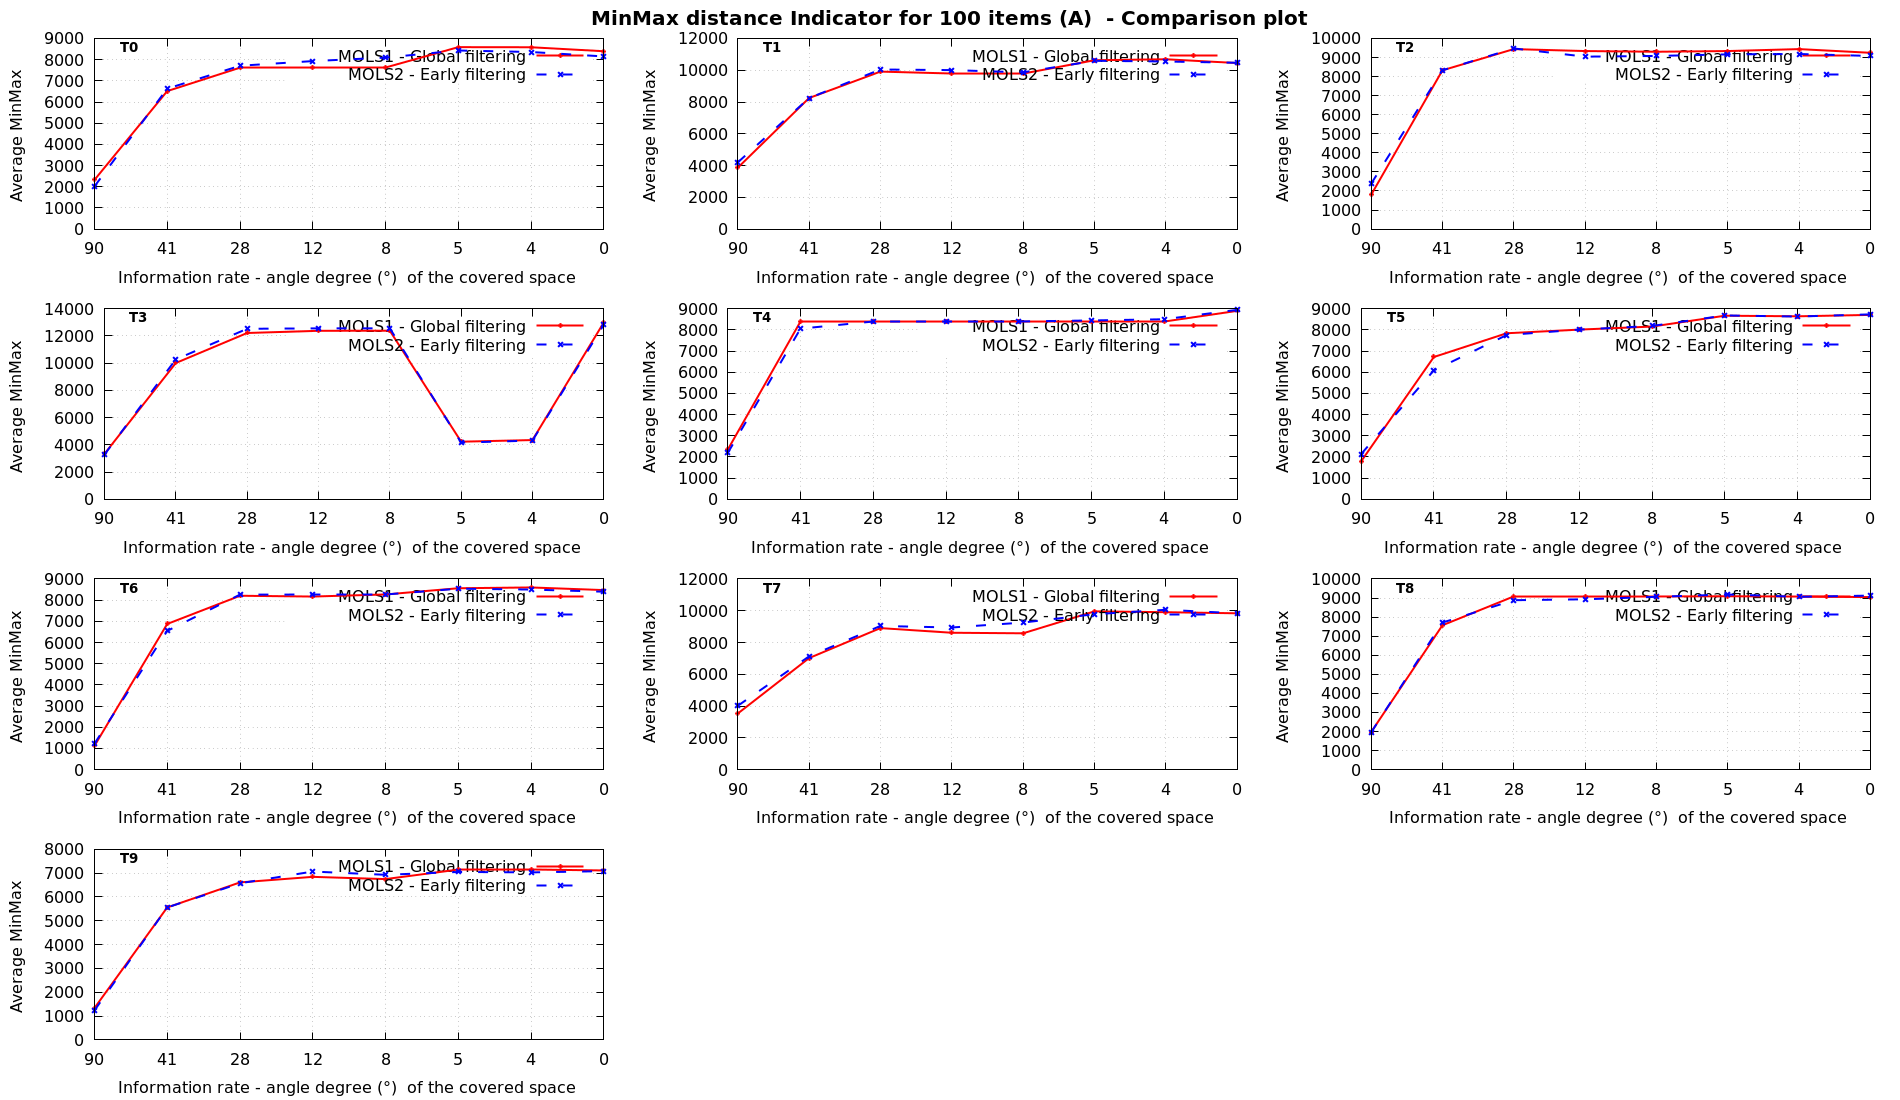 MinMax distance Indicator for 100 items (A)  - Comparison plot
T0
MOLS1 - Global filtering
MOLS2 - Early filtering
Average MinMax
9000
8000
7000
6000
5000
4000
3000
2000
1000
0
90 41 28 12 8 5 4 0
Information rate - angle degree (°)  of the covered space
T1
MOLS1 - Global filtering
MOLS2 - Early filtering
Average MinMax
12000
10000
8000
6000
4000
2000
0
90 41 28 12 8 5 4 0
Information rate - angle degree (°)  of the covered space
T2
MOLS1 - Global filtering
MOLS2 - Early filtering
Average MinMax
10000
9000
8000
7000
6000
5000
4000
3000
2000
1000
0
90 41 28 12 8 5 4 0
Information rate - angle degree (°)  of the covered space
T3
MOLS1 - Global filtering
MOLS2 - Early filtering
Average MinMax
14000
12000
10000
8000
6000
4000
2000
0
90 41 28 12 8 5 4 0
Information rate - angle degree (°)  of the covered space
T4
MOLS1 - Global filtering
MOLS2 - Early filtering
Average MinMax
9000
8000
7000
6000
5000
4000
3000
2000
1000
0
90 41 28 12 8 5 4 0
Information rate - angle degree (°)  of the covered space
T5
MOLS1 - Global filtering
MOLS2 - Early filtering
Average MinMax
9000
8000
7000
6000
5000
4000
3000
2000
1000
0
90 41 28 12 8 5 4 0
Information rate - angle degree (°)  of the covered space
T6
MOLS1 - Global filtering
MOLS2 - Early filtering
Average MinMax
9000
8000
7000
6000
5000
4000
3000
2000
1000
0
90 41 28 12 8 5 4 0
Information rate - angle degree (°)  of the covered space
T7
MOLS1 - Global filtering
MOLS2 - Early filtering
Average MinMax
12000
10000
8000
6000
4000
2000
0
90 41 28 12 8 5 4 0
Information rate - angle degree (°)  of the covered space
T8
MOLS1 - Global filtering
MOLS2 - Early filtering
Average MinMax
10000
9000
8000
7000
6000
5000
4000
3000
2000
1000
0
90 41 28 12 8 5 4 0
Information rate - angle degree (°)  of the covered space
T9
MOLS1 - Global filtering
MOLS2 - Early filtering
Average MinMax
8000
7000
6000
5000
4000
3000
2000
1000
0
90 41 28 12 8 5 4 0
Information rate - angle degree (°)  of the covered space